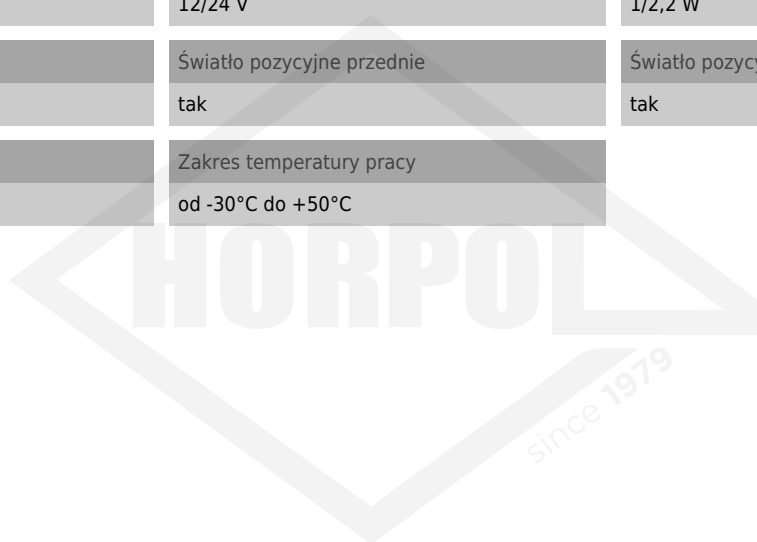 12/24 V
1/2,2 W
Światło pozycyjne przednie
Światło
tak
tak
Zakres temperatury pracy
od -30°C do +50°C
HORPOL
since 1979